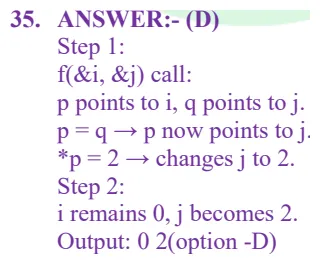 35. ANSWER:- (D)
Step 1:
f(&i, &j) call:
p points to i, q points to j.
p = q → p now points to j.
*p = 2 → changes j to 2.
Step 2:
i remains 0, j becomes 2.
Output: 0 2(option -D)